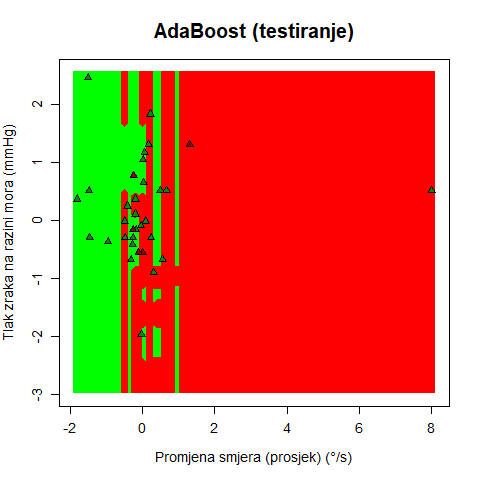 AdaBoost (testiranje)
Tlak zraka na razini mora (mmHg)
2
1
0
-1
-2
-3
-2 0 2 4 6 8
Promjena smjera (prosjek) (°/s)